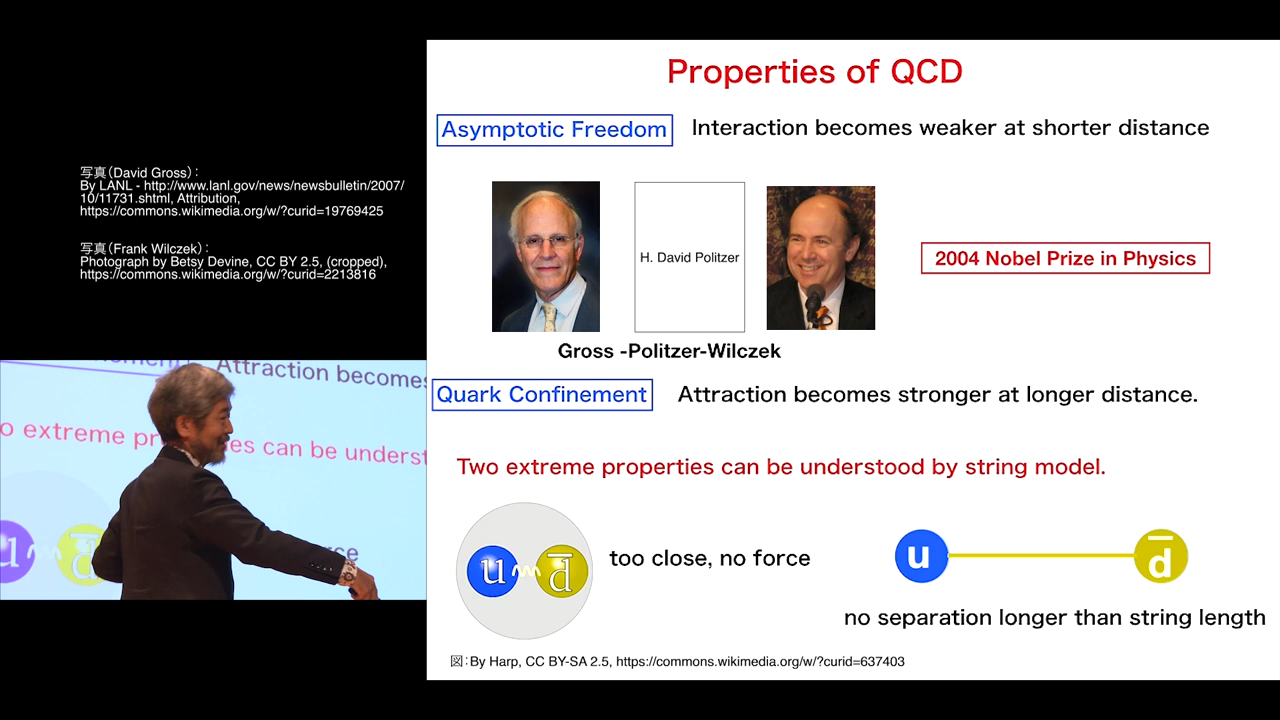 写真(David Gross):
By LANL - http://www.lanl.gov/news/newsbulletin/2007/
10/11731.shtml, Attribution,
https://commons.wikimedia.org/w/?curid=19769425
写真(Frank Wilczek):
Photograph by Betsy Devine, CC BY 2.5, (cropped),
https://commons.wikimedia.org/w/?curid=2213816
Properties of QCD
Asymptotic Freedom Interaction becomes weaker at shorter distance
H. David Politzer
2004 Nobel Prize in Physics
Gross -Politzer-Wilczek
Quark Confinement Attraction becomes stronger at longer distance.
Two extreme properties can be understood by string model.
u d̅ too close, no force
u d̅
no separation longer than string length
図:By Harp, CC BY-SA 2.5, https://commons.wikimedia.org/w/?curid=637403
Attraction becomes
o extreme pr es can be underst
u d̅